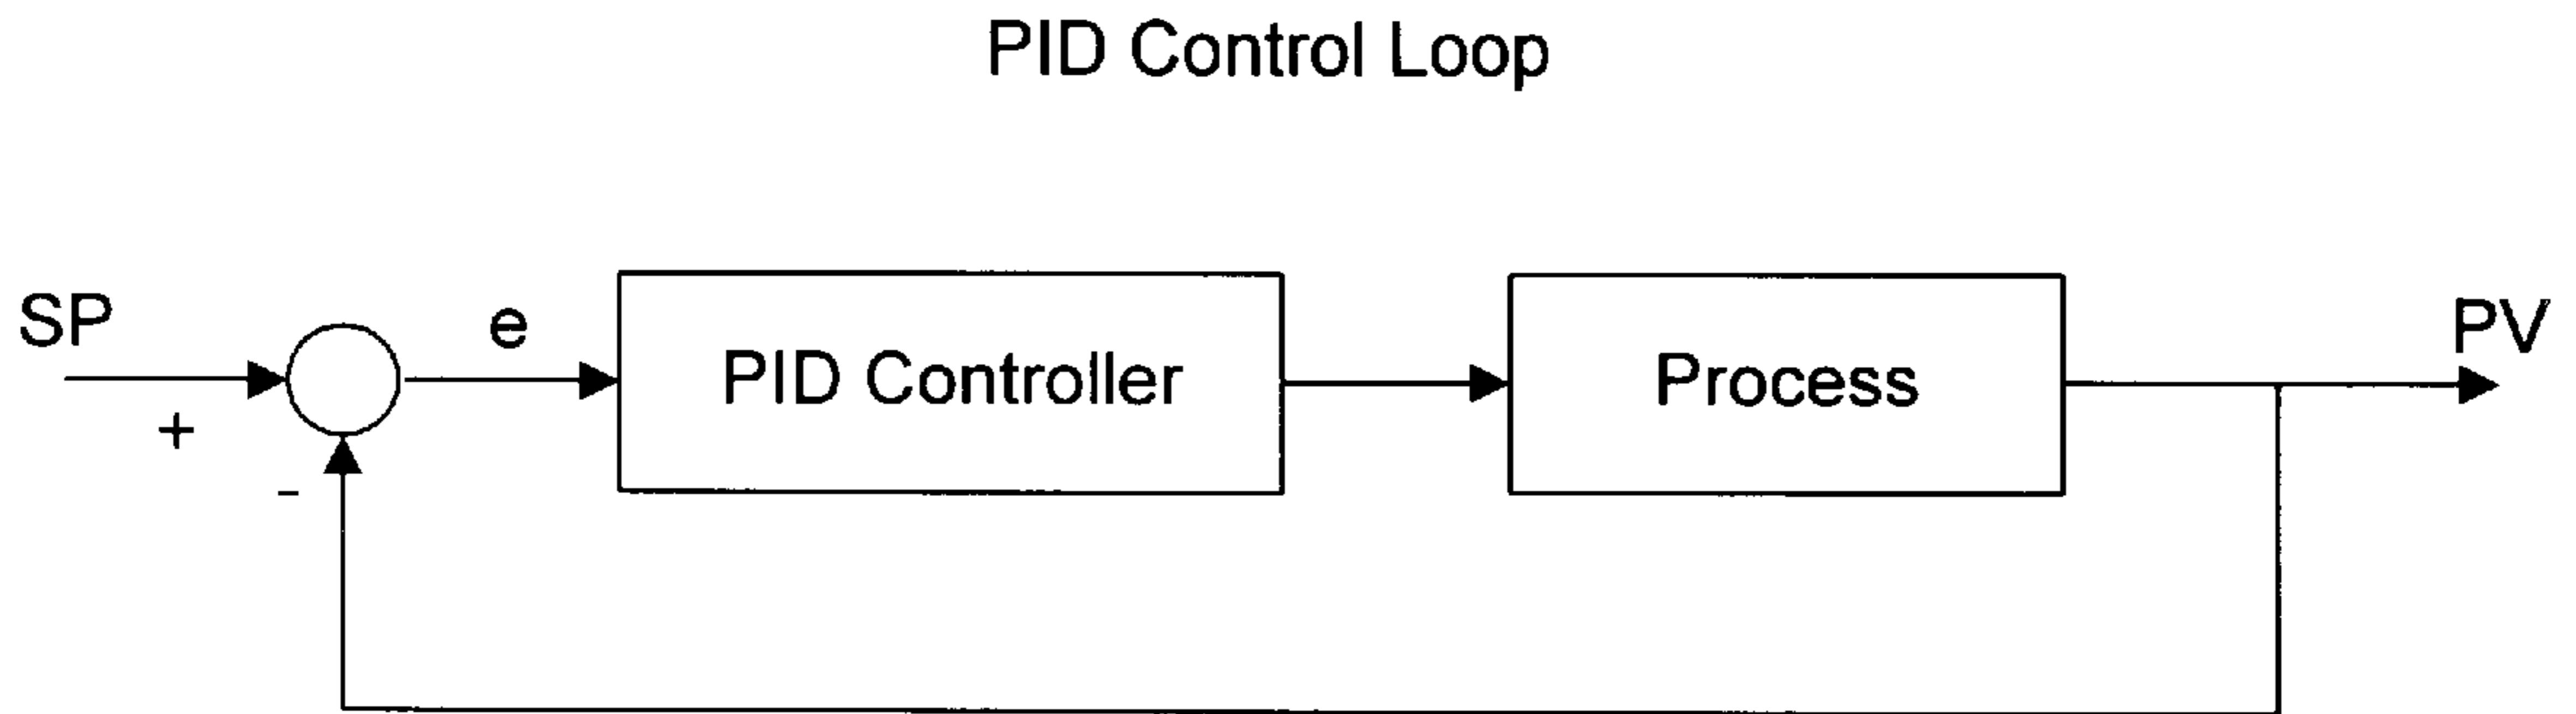 PID Control Loop
SP
e
PID Controller
Process
PV
+
-